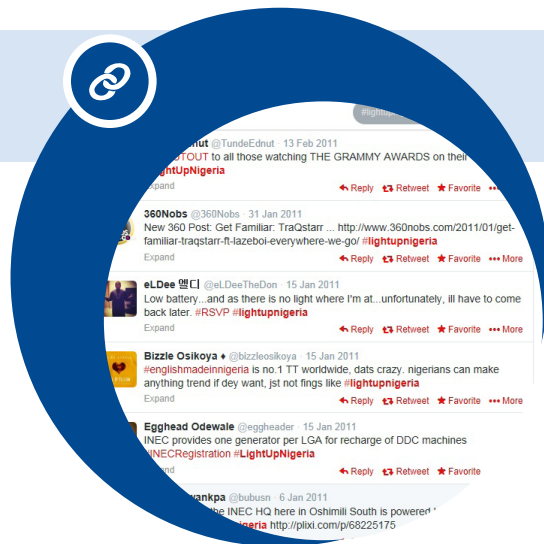 #lightu
nut @TundeEdnut · 13 Feb 2011
TOUT to all those watching THE GRAMMY AWARDS on their
ghtUpNigeria
xpand Reply Retweet Favorite
360Nobs @360Nobs · 31 Jan 2011
New 360 Post: Get Familiar: TraQstarr ... http://www.360nobs.com/2011/01/get-
familiar-traqstarr-ft-lazeboi-everywhere-we-go/ #lightupnigeria
Expand Reply Retweet Favorite ••• More
eLDee 엘디 @eLDeeTheDon · 15 Jan 2011
Low battery...and as there is no light where I'm at...unfortunately, ill have to come
back later. #RSVP #lightupnigeria
Expand Reply Retweet Favorite ••• More
Bizzle Osikoya ♦ @bizzleosikoya · 15 Jan 2011
#englishmadeinnigeria is no.1 TT worldwide, dats crazy. nigerians can make
anything trend if dey want, jst not fings like #lightupnigeria
Expand Reply Retweet Favorite ••• More
Egghead Odewale @eggheader · 15 Jan 2011
INEC provides one generator per LGA for recharge of DDC machines
#INECRegistration #LightUpNigeria
nd Reply Retweet Favorite
wankpa @bubusn · 6 Jan 2011
the INEC HQ here in Oshimili South is powered
igeria http://plixi.com/p/68225175